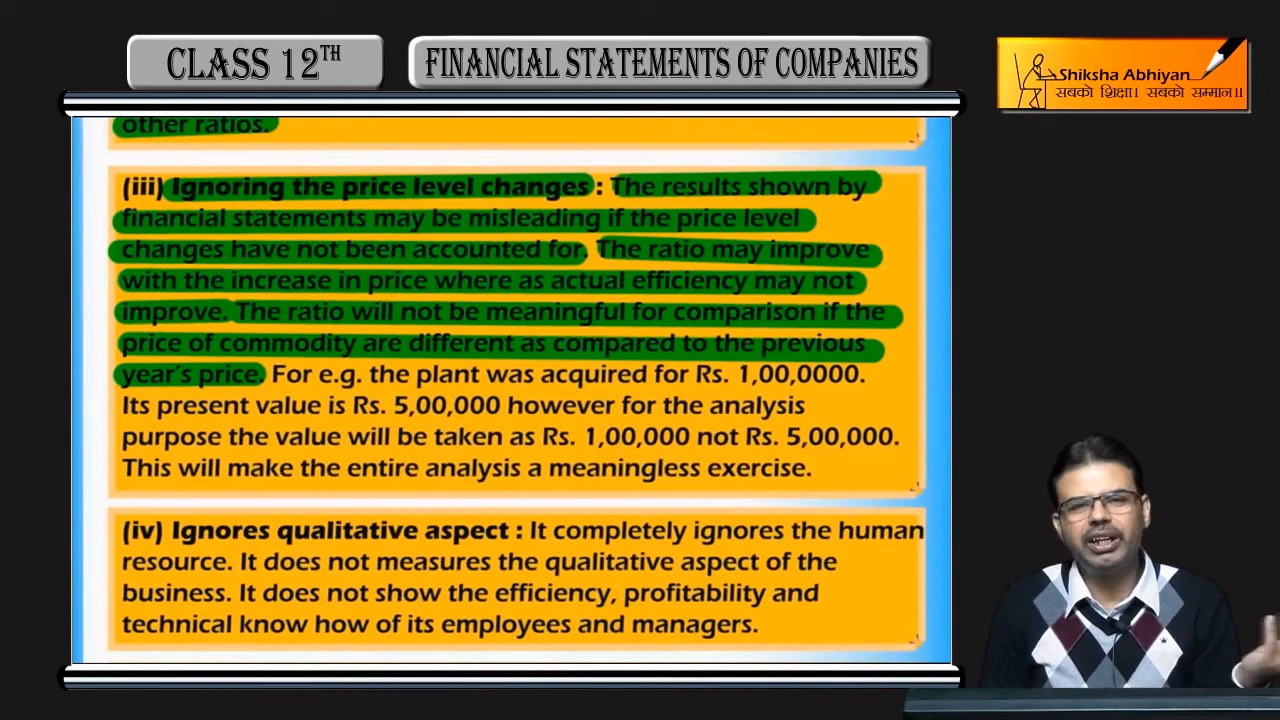 CLASS 12TH
FINANCIAL STATEMENTS OF COMPANIES
Shiksha Abhiyan
सबको शिक्षा। सबको सम्मान॥
other ratios.
(iii) Ignoring the price level changes : The results shown by
financial statements may be misleading if the price level
changes have not been accounted for. The ratio may improve
with the increase in price where as actual efficiency may not
improve. The ratio will not be meaningful for comparison if the
price of commodity are different as compared to the previous
year's price. For e.g. the plant was acquired for Rs. 1,00,0000.
Its present value is Rs. 5,00,000 however for the analysis
purpose the value will be taken as Rs. 1,00,000 not Rs. 5,00,000.
This will make the entire analysis a meaningless exercise.
(iv) Ignores qualitative aspect : It completely ignores the human
resource. It does not measures the qualitative aspect of the
business. It does not show the efficiency, profitability and
technical know how of its employees and managers.